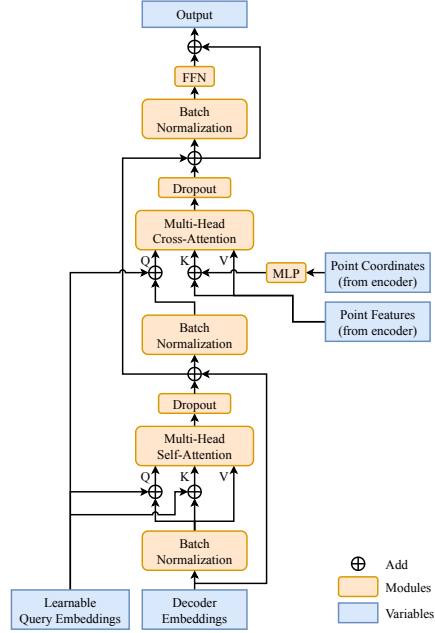 Output
FFN
Batch
Normalization
Dropout
Multi-Head
Cross-Attention
Q
K
V
MLP
Point Coordinates
(from encoder)
Point Features
(from encoder)
Batch
Normalization
Dropout
Multi-Head
Self-Attention
Q
K
V
Batch
Normalization
Learnable
Query Embeddings
Decoder
Embeddings
Add
Modules
Variables